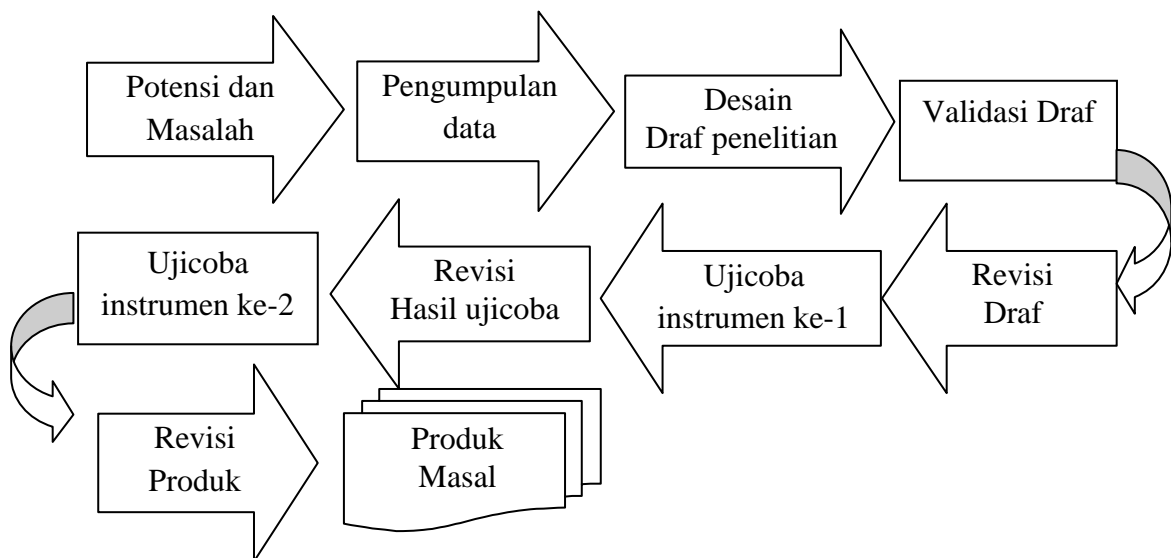 Potensi dan
Masalah
Pengumpulan
data
Desain
Draf penelitian
Validasi Draf
Revisi
Draf
Ujicoba
instrumen ke-1
Revisi
Hasil ujicoba
Ujicoba
instrumen ke-2
Revisi
Produk
Produk
Masal